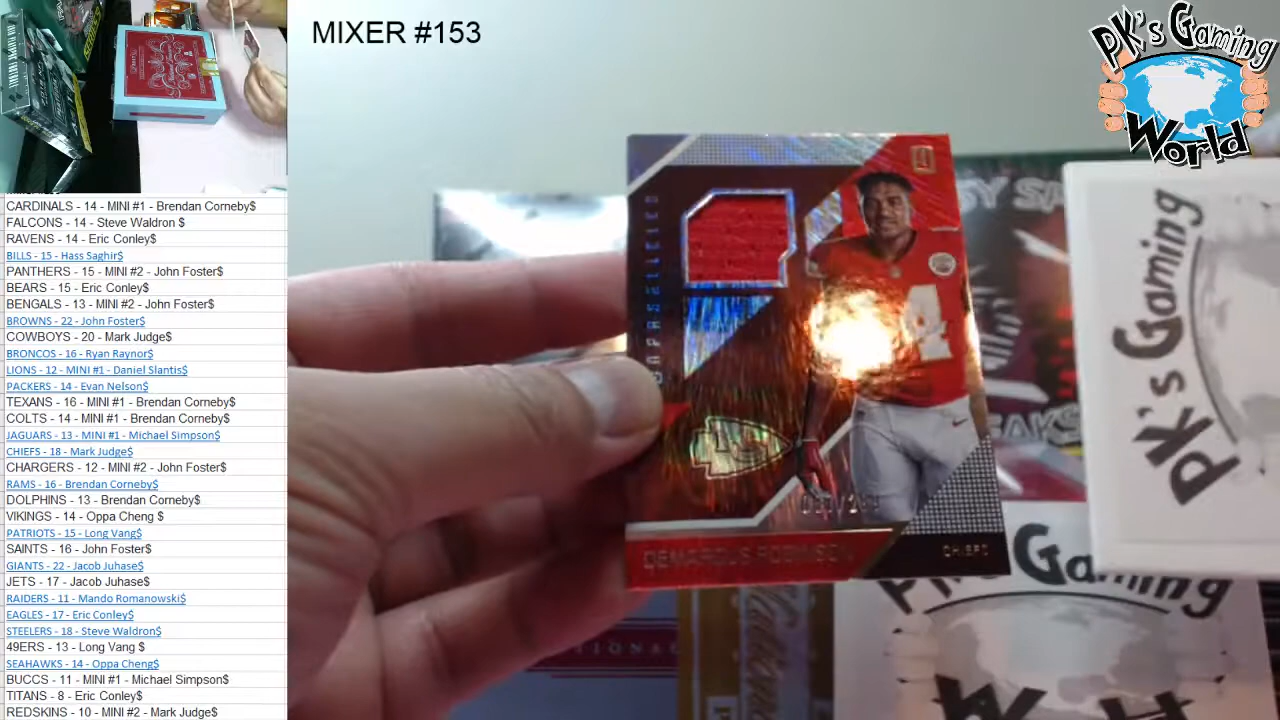 MIXER #153
PK's Gaming
World
CARDINALS - 14 - MINI #1 - Brendan Corneby$
FALCONS - 14 - Steve Waldron $
RAVENS - 14 - Eric Conley$
BILLS - 15 - Hass Saghir$
PANTHERS - 15 - MINI #2 - John Foster$
BEARS - 15 - Eric Conley$
BENGALS - 13 - MINI #2 - John Foster$
BROWNS - 22 - John Foster$
COWBOYS - 20 - Mark Judge$
BRONCOS - 16 - Ryan Raynor$
LIONS - 12 - MINI #1 - Daniel Slantis$
PACKERS - 14 - Evan Nelson$
TEXANS - 16 - MINI #1 - Brendan Corneby$
COLTS - 14 - MINI #1 - Brendan Corneby$
JAGUARS - 13 - MINI #1 - Michael Simpson$
CHIEFS - 18 - Mark Judge$
CHARGERS - 12 - MINI #2 - John Foster$
RAMS - 16 - Brendan Corneby$
DOLPHINS - 13 - Brendan Corneby$
VIKINGS - 14 - Oppa Cheng $
PATRIOTS - 15 - Long Vang$
SAINTS - 16 - John Foster$
GIANTS - 22 - Jacob Juhase$
JETS - 17 - Jacob Juhase$
RAIDERS - 11 - Mando Romanowski$
EAGLES - 17 - Eric Conley$
STEELERS - 18 - Steve Waldron$
49ERS - 13 - Long Vang $
SEAHAWKS - 14 - Oppa Cheng$
BUCCS - 11 - MINI #1 - Michael Simpson$
TITANS - 8 - Eric Conley$
REDSKINS - 10 - MINI #2 - Mark Judge$
UNPARALLELED
KC
4
DEMARCUS ROBINSON
CHIEFS
PK's Gaming